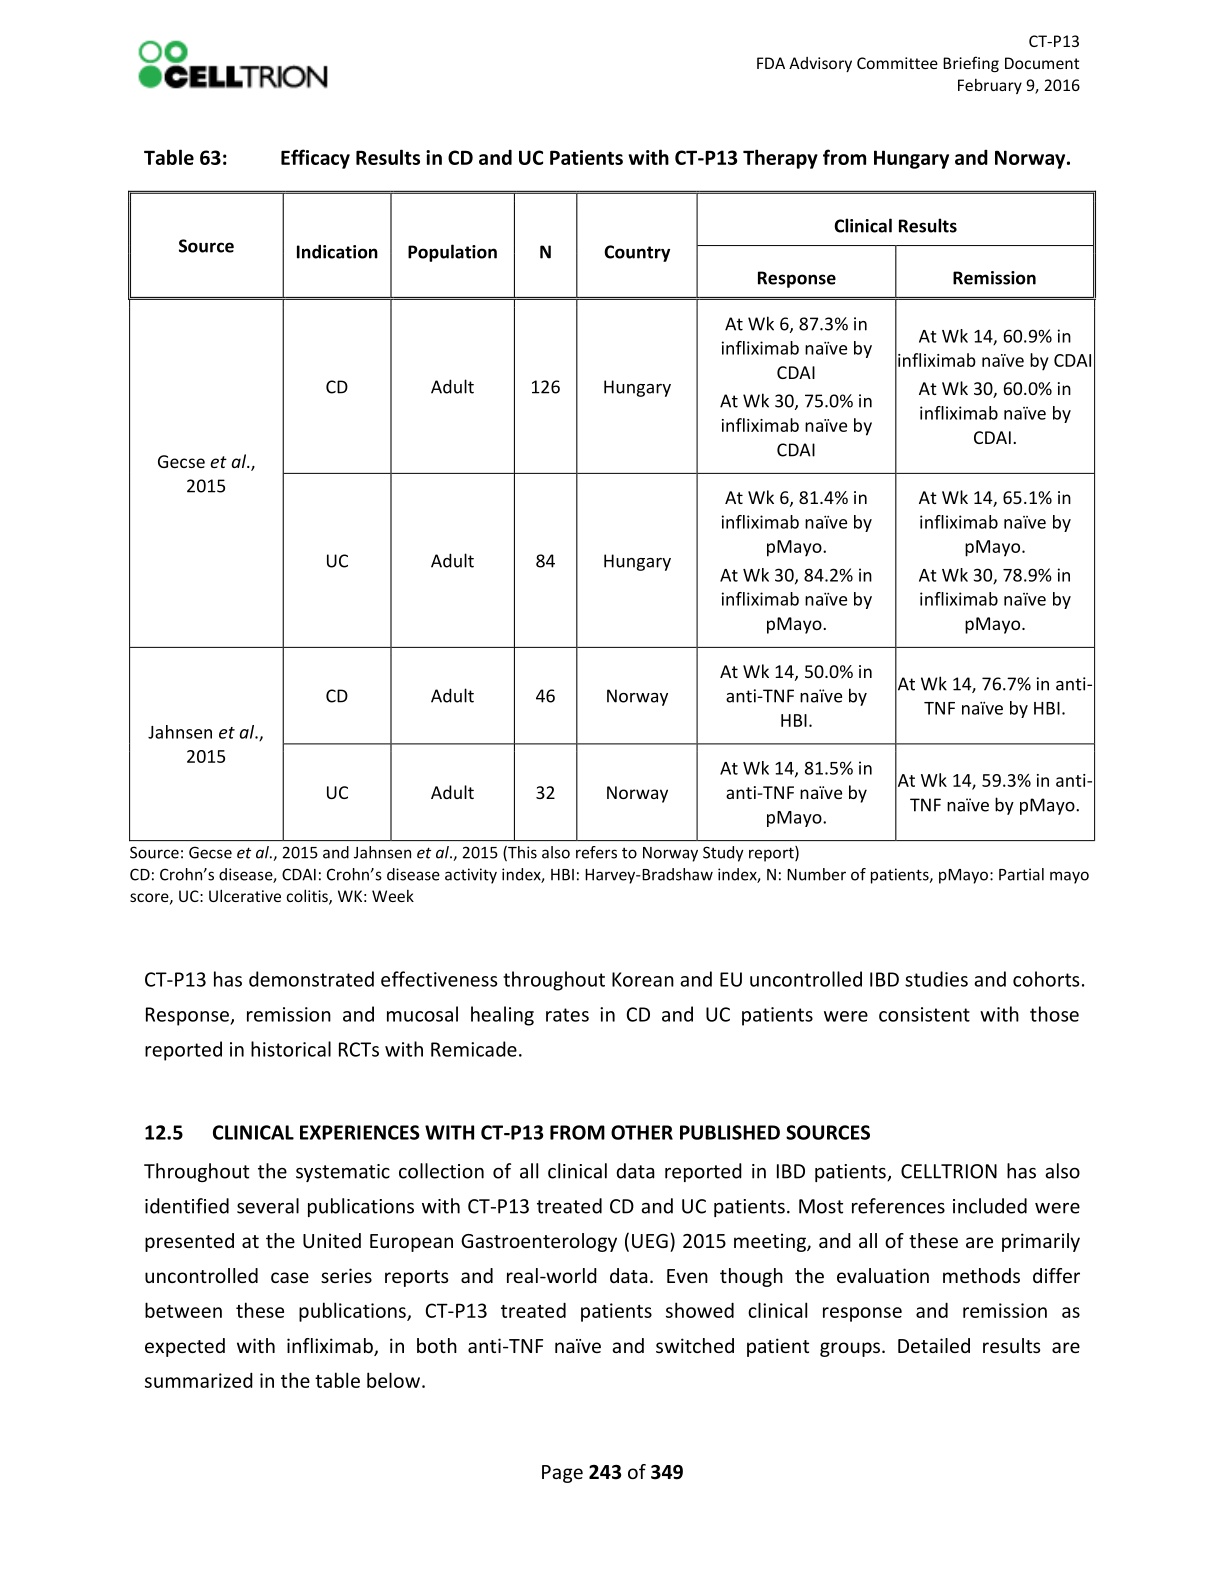 CELLTRION
CT-P13
FDA Advisory Committee Briefing Document
February 9, 2016
Table 63: Efficacy Results in CD and UC Patients with CT-P13 Therapy from Hungary and Norway.
Source
Indication
Population
N
Country
Clinical Results
Response
Remission
Gecse et al.,
2015
CD
Adult
126
Hungary
At Wk 6, 87.3% in
infliximab naïve by
CDAI
At Wk 30, 75.0% in
infliximab naïve by
CDAI
At Wk 14, 60.9% in
infliximab naïve by CDAI
At Wk 30, 60.0% in
infliximab naïve by
CDAI.
UC
Adult
84
Hungary
At Wk 6, 81.4% in
infliximab naïve by
pMayo.
At Wk 30, 84.2% in
infliximab naïve by
pMayo.
At Wk 14, 65.1% in
infliximab naïve by
pMayo.
At Wk 30, 78.9% in
infliximab naïve by
pMayo.
Jahnsen et al.,
2015
CD
Adult
46
Norway
At Wk 14, 50.0% in
anti-TNF naïve by
HBI.
At Wk 14, 76.7% in anti-
TNF naïve by HBI.
UC
Adult
32
Norway
At Wk 14, 81.5% in
anti-TNF naïve by
pMayo.
At Wk 14, 59.3% in anti-
TNF naïve by pMayo.
Source: Gecse et al., 2015 and Jahnsen et al., 2015 (This also refers to Norway Study report)
CD: Crohn’s disease, CDAI: Crohn’s disease activity index, HBI: Harvey-Bradshaw index, N: Number of patients, pMayo: Partial mayo
score, UC: Ulcerative colitis, WK: Week
CT-P13 has demonstrated effectiveness throughout Korean and EU uncontrolled IBD studies and cohorts.
Response, remission and mucosal healing rates in CD and UC patients were consistent with those
reported in historical RCTs with Remicade.
12.5 CLINICAL EXPERIENCES WITH CT-P13 FROM OTHER PUBLISHED SOURCES
Throughout the systematic collection of all clinical data reported in IBD patients, CELLTRION has also
identified several publications with CT-P13 treated CD and UC patients. Most references included were
presented at the United European Gastroenterology (UEG) 2015 meeting, and all of these are primarily
uncontrolled case series reports and real-world data. Even though the evaluation methods differ
between these publications, CT-P13 treated patients showed clinical response and remission as
expected with infliximab, in both anti-TNF naïve and switched patient groups. Detailed results are
summarized in the table below.
Page 243 of 349